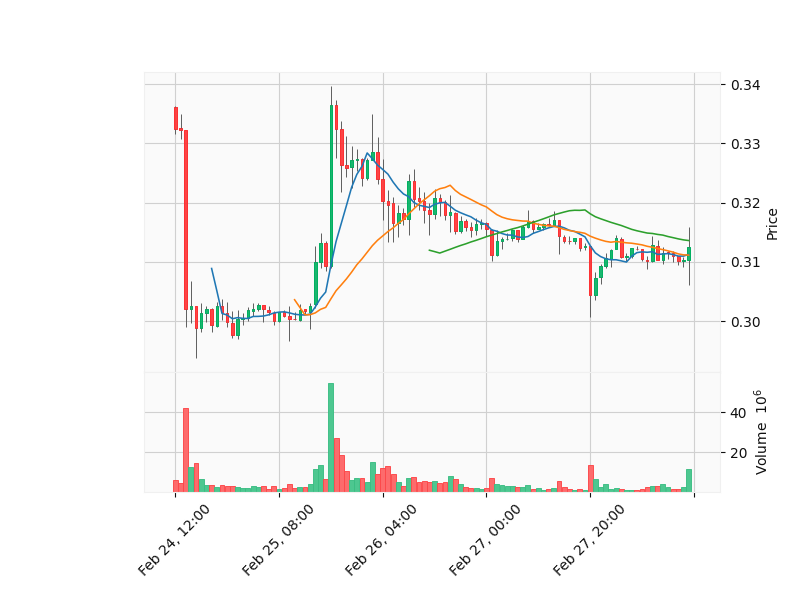 0.34
0.33
0.32
0.31
0.30
Price
40
20
Volume 10^6
Feb 24, 12:00
Feb 25, 08:00
Feb 26, 04:00
Feb 27, 00:00
Feb 27, 20:00